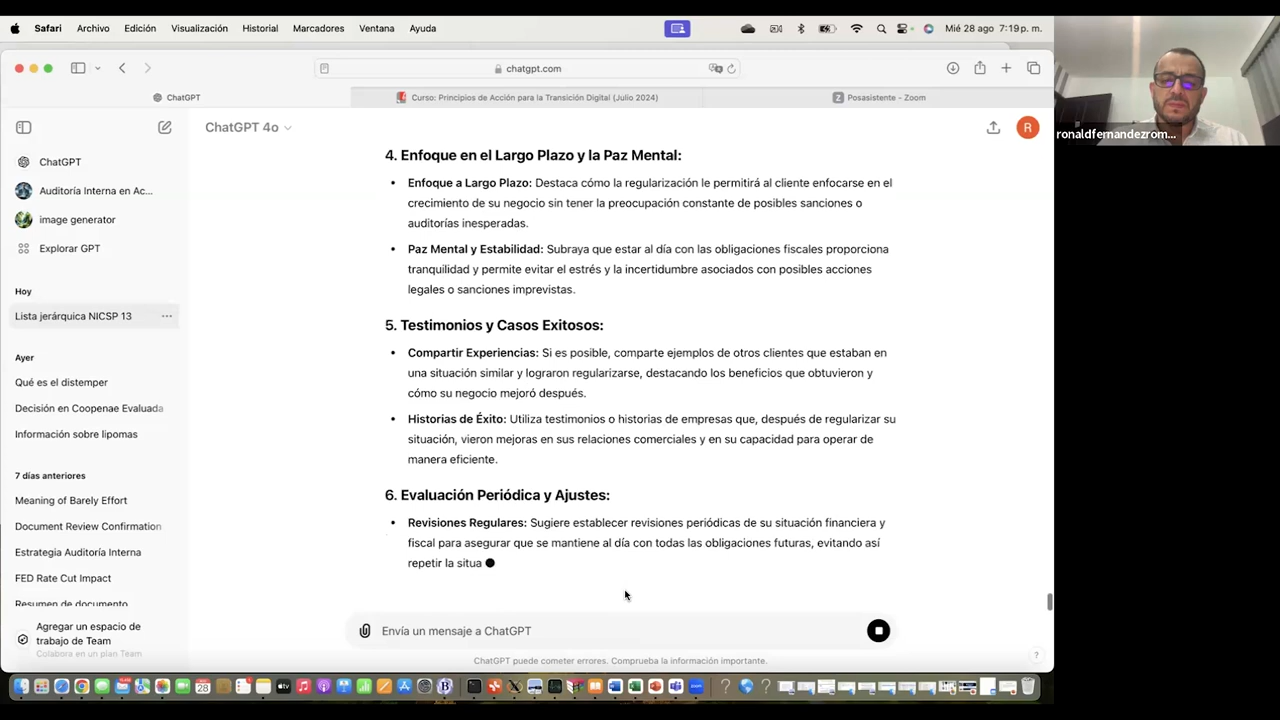 Safari Archivo Edición Visualización Historial Marcadores Ventana Ayuda
Mié 28 ago 7:19 p. m.
chatgpt.com
ChatGPT
Curso: Principios de Acción para la Transición Digital (Julio 2024)
Z Posasistente - Zoom
ChatGPT 4o
R
ronaldfernandezrom...
ChatGPT
Auditoría Interna en Ac...
image generator
Explorar GPT
Hoy
Lista jerárquica NICSP 13 ...
Ayer
Qué es el distemper
Decisión en Coopenae Evaluada
Información sobre lipomas
7 días anteriores
Meaning of Barely Effort
Document Review Confirmation
Estrategia Auditoría Interna
FED Rate Cut Impact
Resumen de documento
Agregar un espacio de
trabajo de Team
Colabora en un plan Team
4. Enfoque en el Largo Plazo y la Paz Mental:
• Enfoque a Largo Plazo: Destaca cómo la regularización le permitirá al cliente enfocarse en el
crecimiento de su negocio sin tener la preocupación constante de posibles sanciones o
auditorías inesperadas.
• Paz Mental y Estabilidad: Subraya que estar al día con las obligaciones fiscales proporciona
tranquilidad y permite evitar el estrés y la incertidumbre asociados con posibles acciones
legales o sanciones imprevistas.
5. Testimonios y Casos Exitosos:
• Compartir Experiencias: Si es posible, comparte ejemplos de otros clientes que estaban en
una situación similar y lograron regularizarse, destacando los beneficios que obtuvieron y
cómo su negocio mejoró después.
• Historias de Éxito: Utiliza testimonios o historias de empresas que, después de regularizar su
situación, vieron mejoras en sus relaciones comerciales y en su capacidad para operar de
manera eficiente.
6. Evaluación Periódica y Ajustes:
• Revisiones Regulares: Sugiere establecer revisiones periódicas de su situación financiera y
fiscal para asegurar que se mantiene al día con todas las obligaciones futuras, evitando así
repetir la situa
Envía un mensaje a ChatGPT
ChatGPT puede cometer errores. Comprueba la información importante.
?